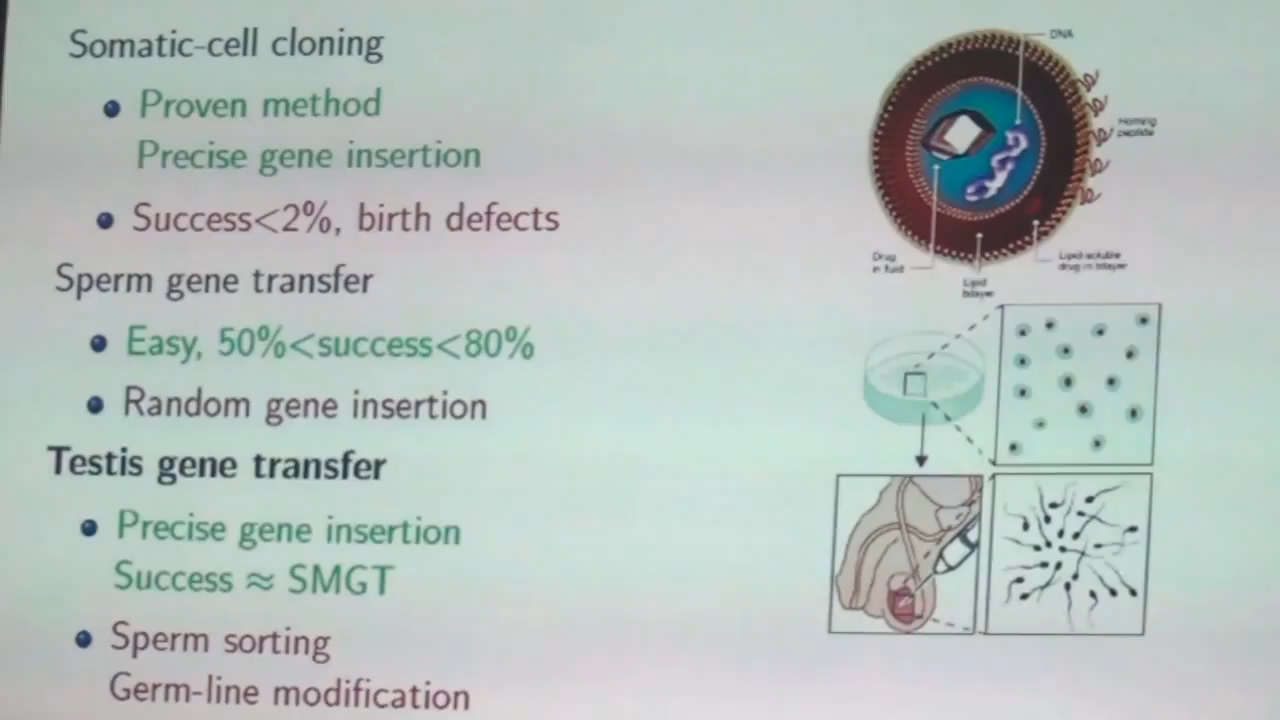 Somatic-cell cloning
Proven method
Precise gene insertion
Success<2%, birth defects
Sperm gene transfer
Easy, 50%<success<80%
Random gene insertion
Testis gene transfer
Precise gene insertion
Success ≈ SMGT
Sperm sorting
Germ-line modification
DNA
Homing
peptide
Drug
in fluid
Lipid
bilayer
Lipid-soluble
drug in bilayer